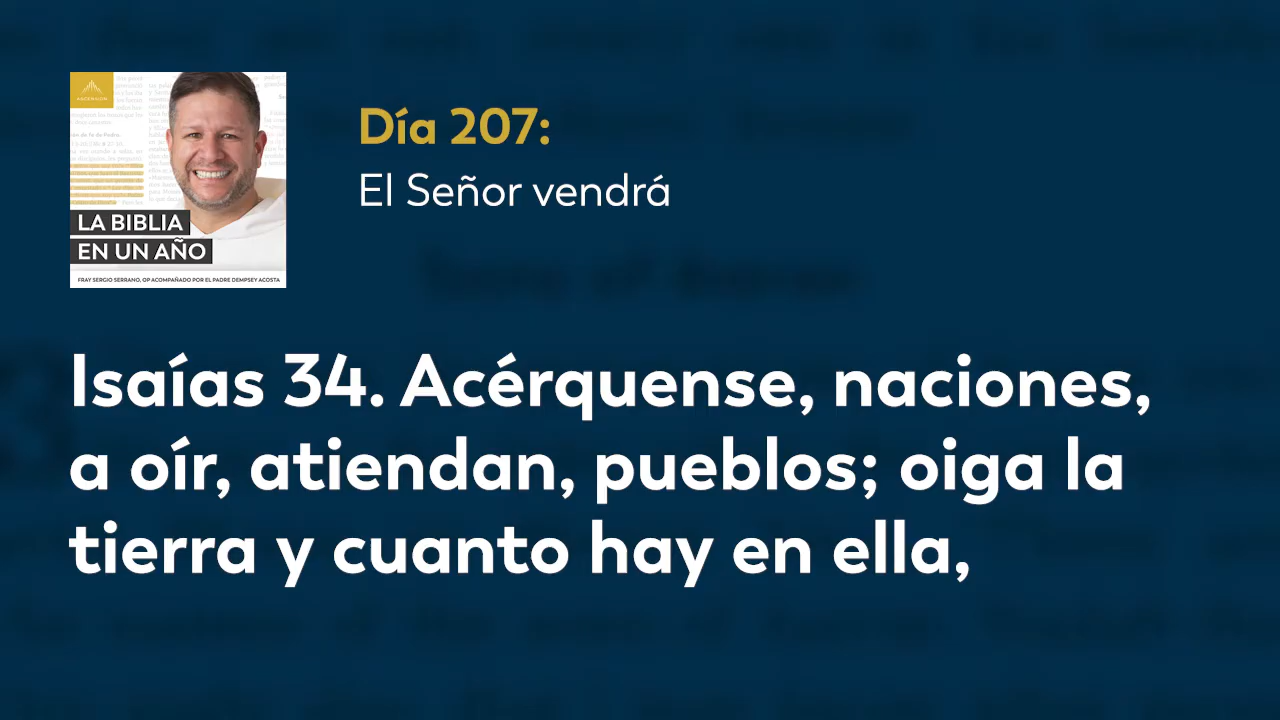 ASCENSION
Día 207:
El Señor vendrá
LA BIBLIA
EN UN AÑO
FRAY SERGIO SERRANO, OP ACOMPAÑADO POR EL PADRE DEMPSEY ACOSTA
Isaías 34. Acérquense, naciones,
a oír, atiendan, pueblos; oiga la
tierra y cuanto hay en ella,